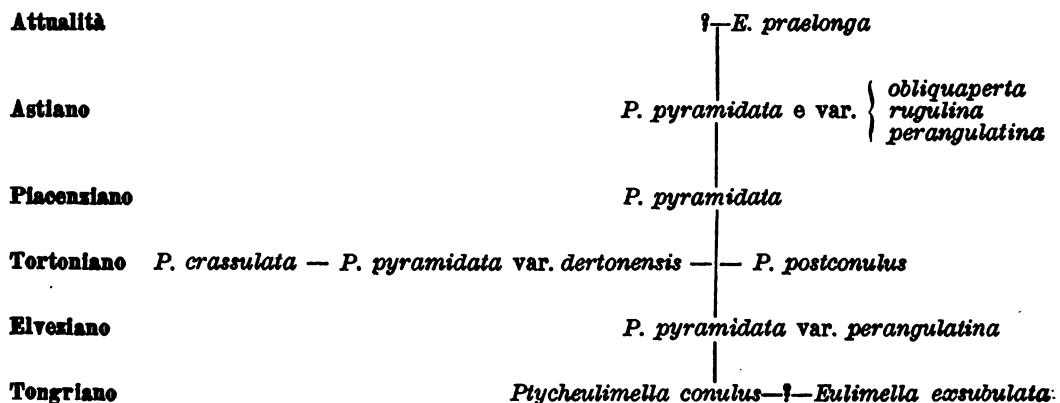 Attualità ?—E. praelonga
obliquaperta
Astiano P. pyramidata e var. { rugulina
perangulatina
Piacenziano P. pyramidata
Tortoniano P. crassulata — P. pyramidata var. dertonensis — — P. postconulus
Elveziano P. pyramidata var. perangulatina
Tongriano Ptycheulimella conulus—?—Eulimella exsubulata